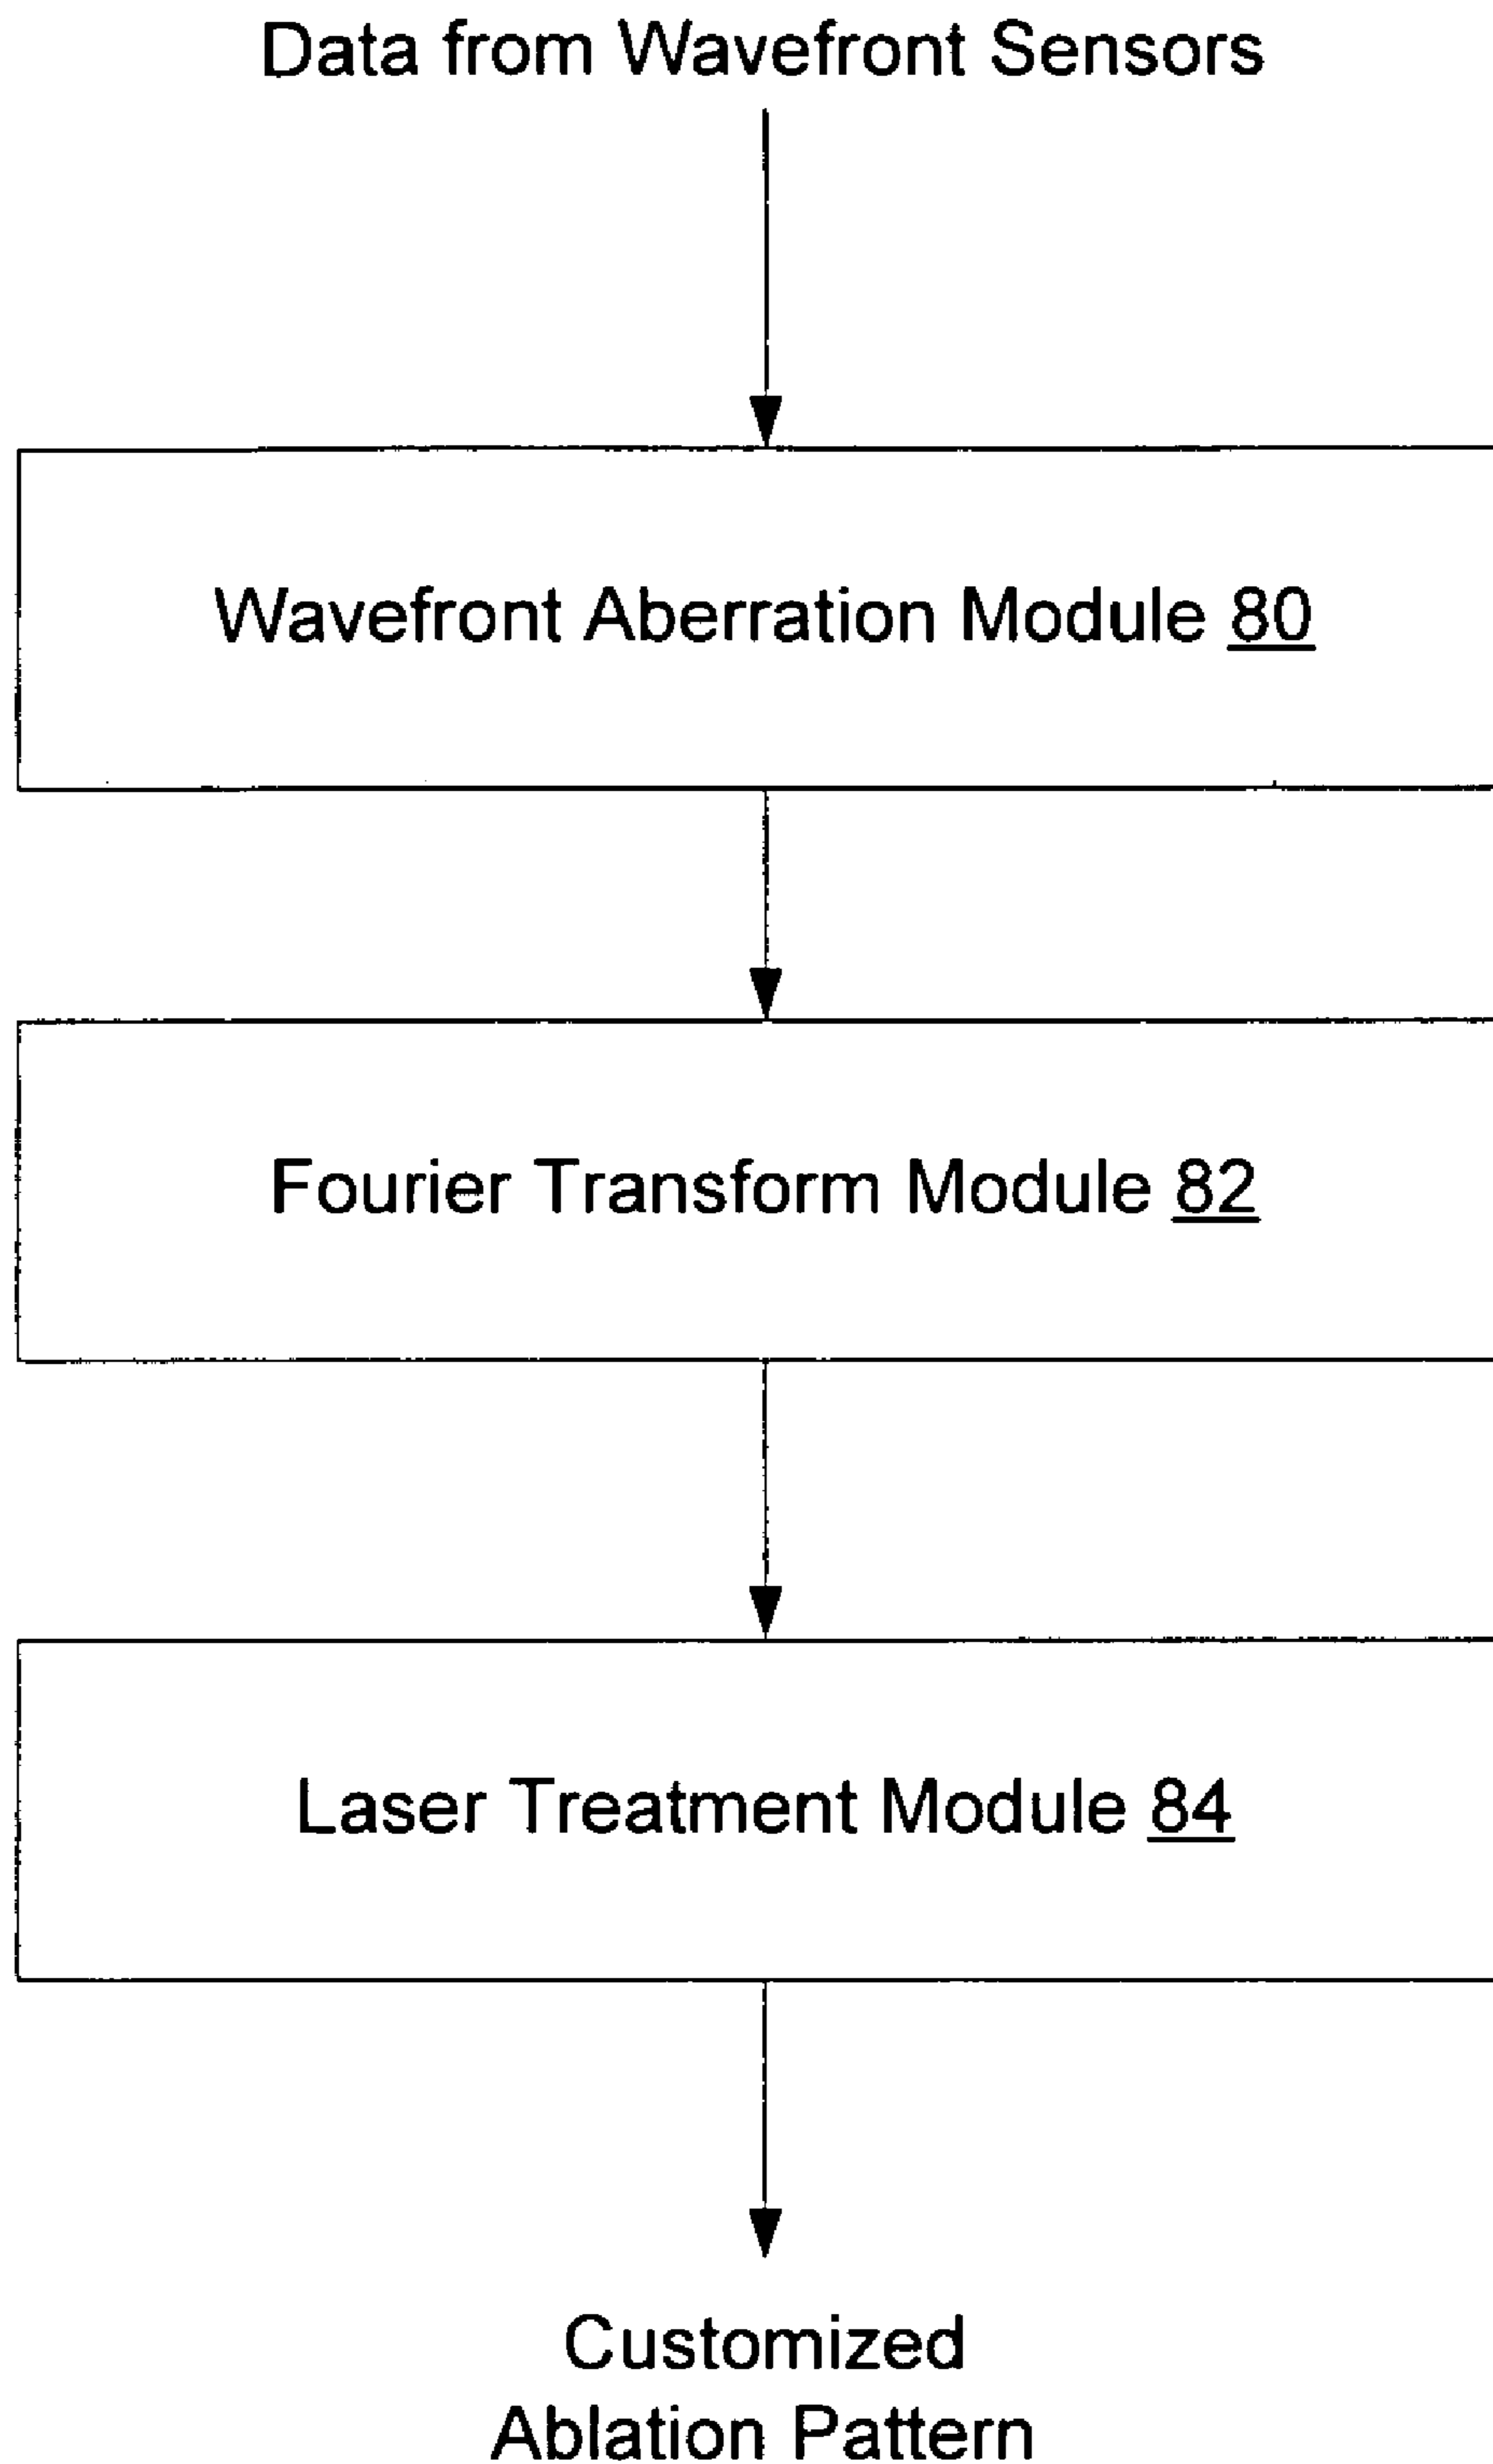 Data from Wavefront Sensors
Wavefront Aberration Module 80
Fourier Transform Module 82
Laser Treatment Module 84
Customized
Ablation Pattern